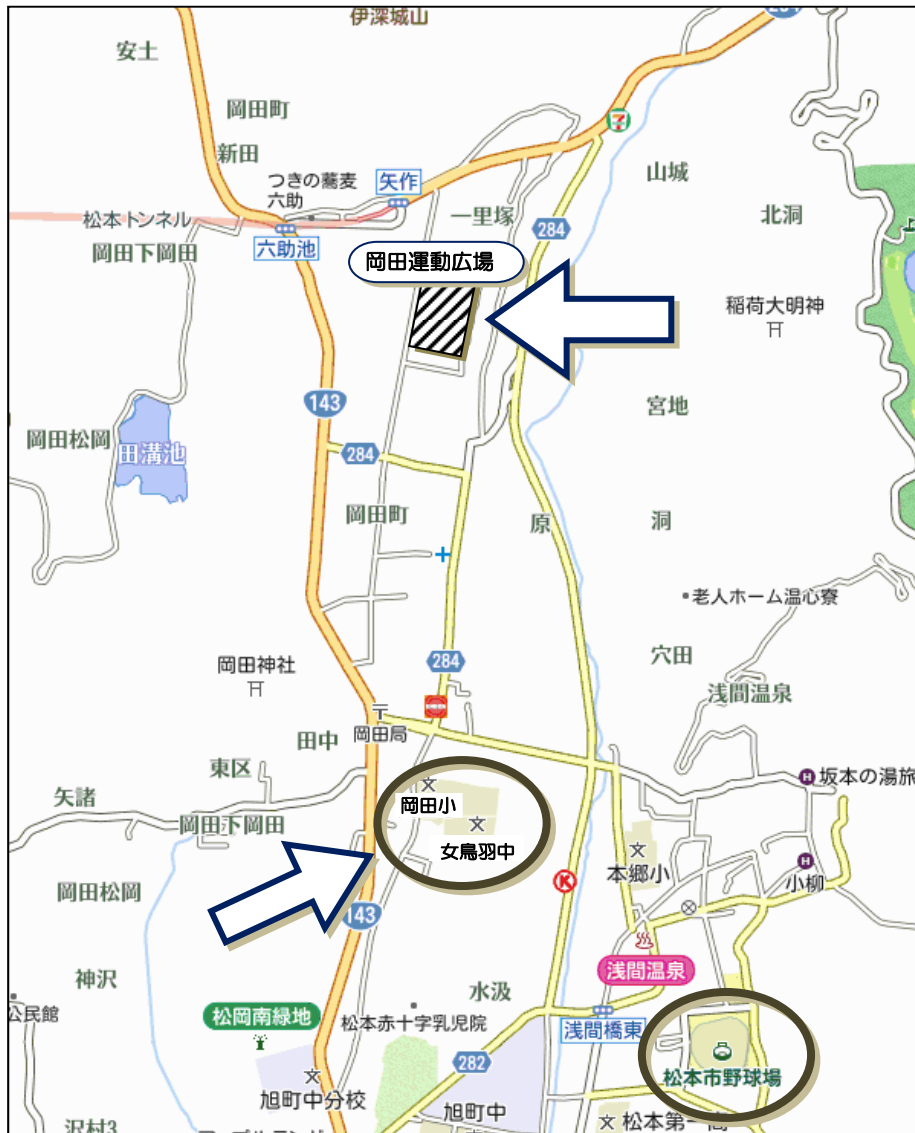 伊深城山
安土
岡田町
新田
つきの蕎麦
六助
矢作
山城
一里塚
北洞
松本トンネル
284
岡田下岡田
六助池
岡田運動広場
稲荷大明神
143
宮地
岡田松岡
田溝池
284
岡田町
原
洞
老人ホーム温心寮
岡田神社
284
穴田
浅間温泉
田中
岡田局
東区
矢諸
坂本の湯旅
岡田小
岡田下岡田
女鳥羽中
本郷小
小柳
K
岡田松岡
143
神沢
水汲
浅間温泉
公民館
松岡南緑地
松本赤十字乳児院
浅間橋東
282
松本市野球場
旭町中分校
旭町中
沢村3
松本第一高